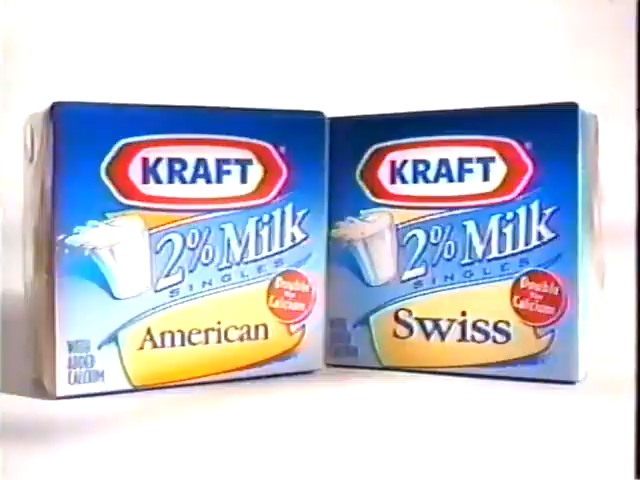 KRAFT
2% Milk
SINGLES
Double the Calcium
American
WITH
ADDED
CALCIUM
KRAFT
2% Milk
SINGLES
Double the Calcium
Swiss